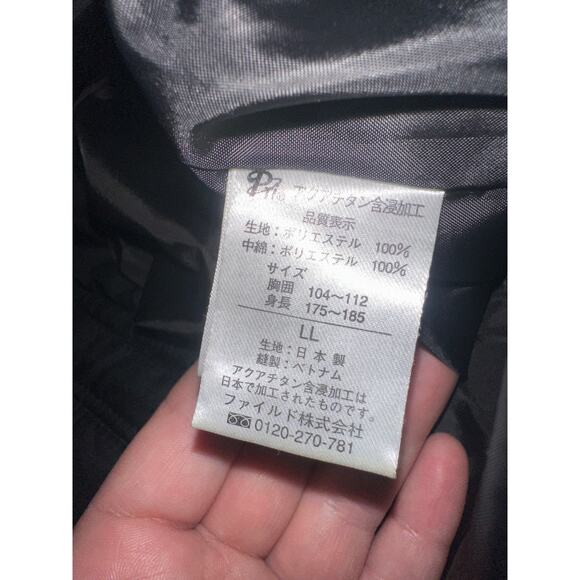 アクアチタン含浸加工
品質表示
生地：ポリエステル 100%
中綿：ポリエステル 100%
サイズ
胸囲 104～112
身長 175～185
LL
生地：日本製
縫製：ベトナム
アクアチタン含浸加工は
日本で加工されたものです。
ファイルド株式会社
0120-270-781